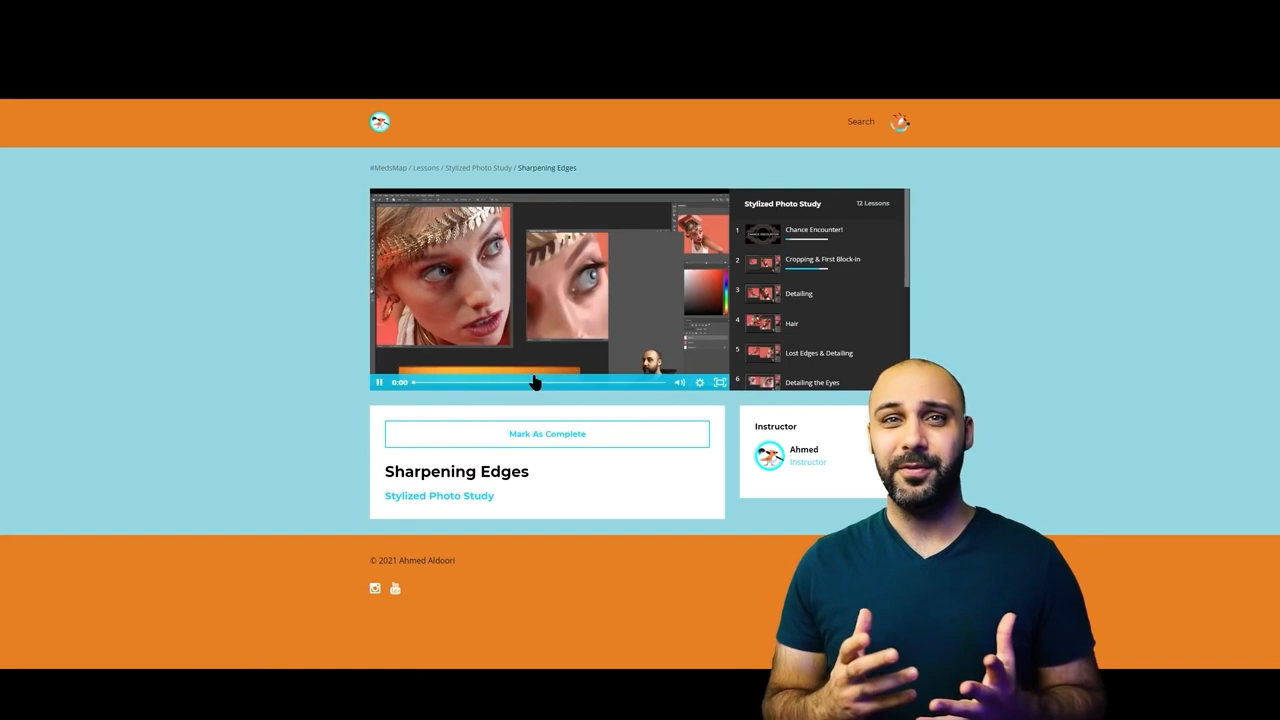 Search
#MedsMap / Lessons / Stylized Photo Study / Sharpening Edges
Stylized Photo Study
12 Lessons
1
Chance Encounter!
2
Cropping & First Block-in
3
Detailing
4
Hair
5
Lost Edges & Detailing
6
Detailing the Eyes
0:00
Mark As Complete
Sharpening Edges
Stylized Photo Study
Instructor
Ahmed
Instructor
© 2021 Ahmed Aldoori
You